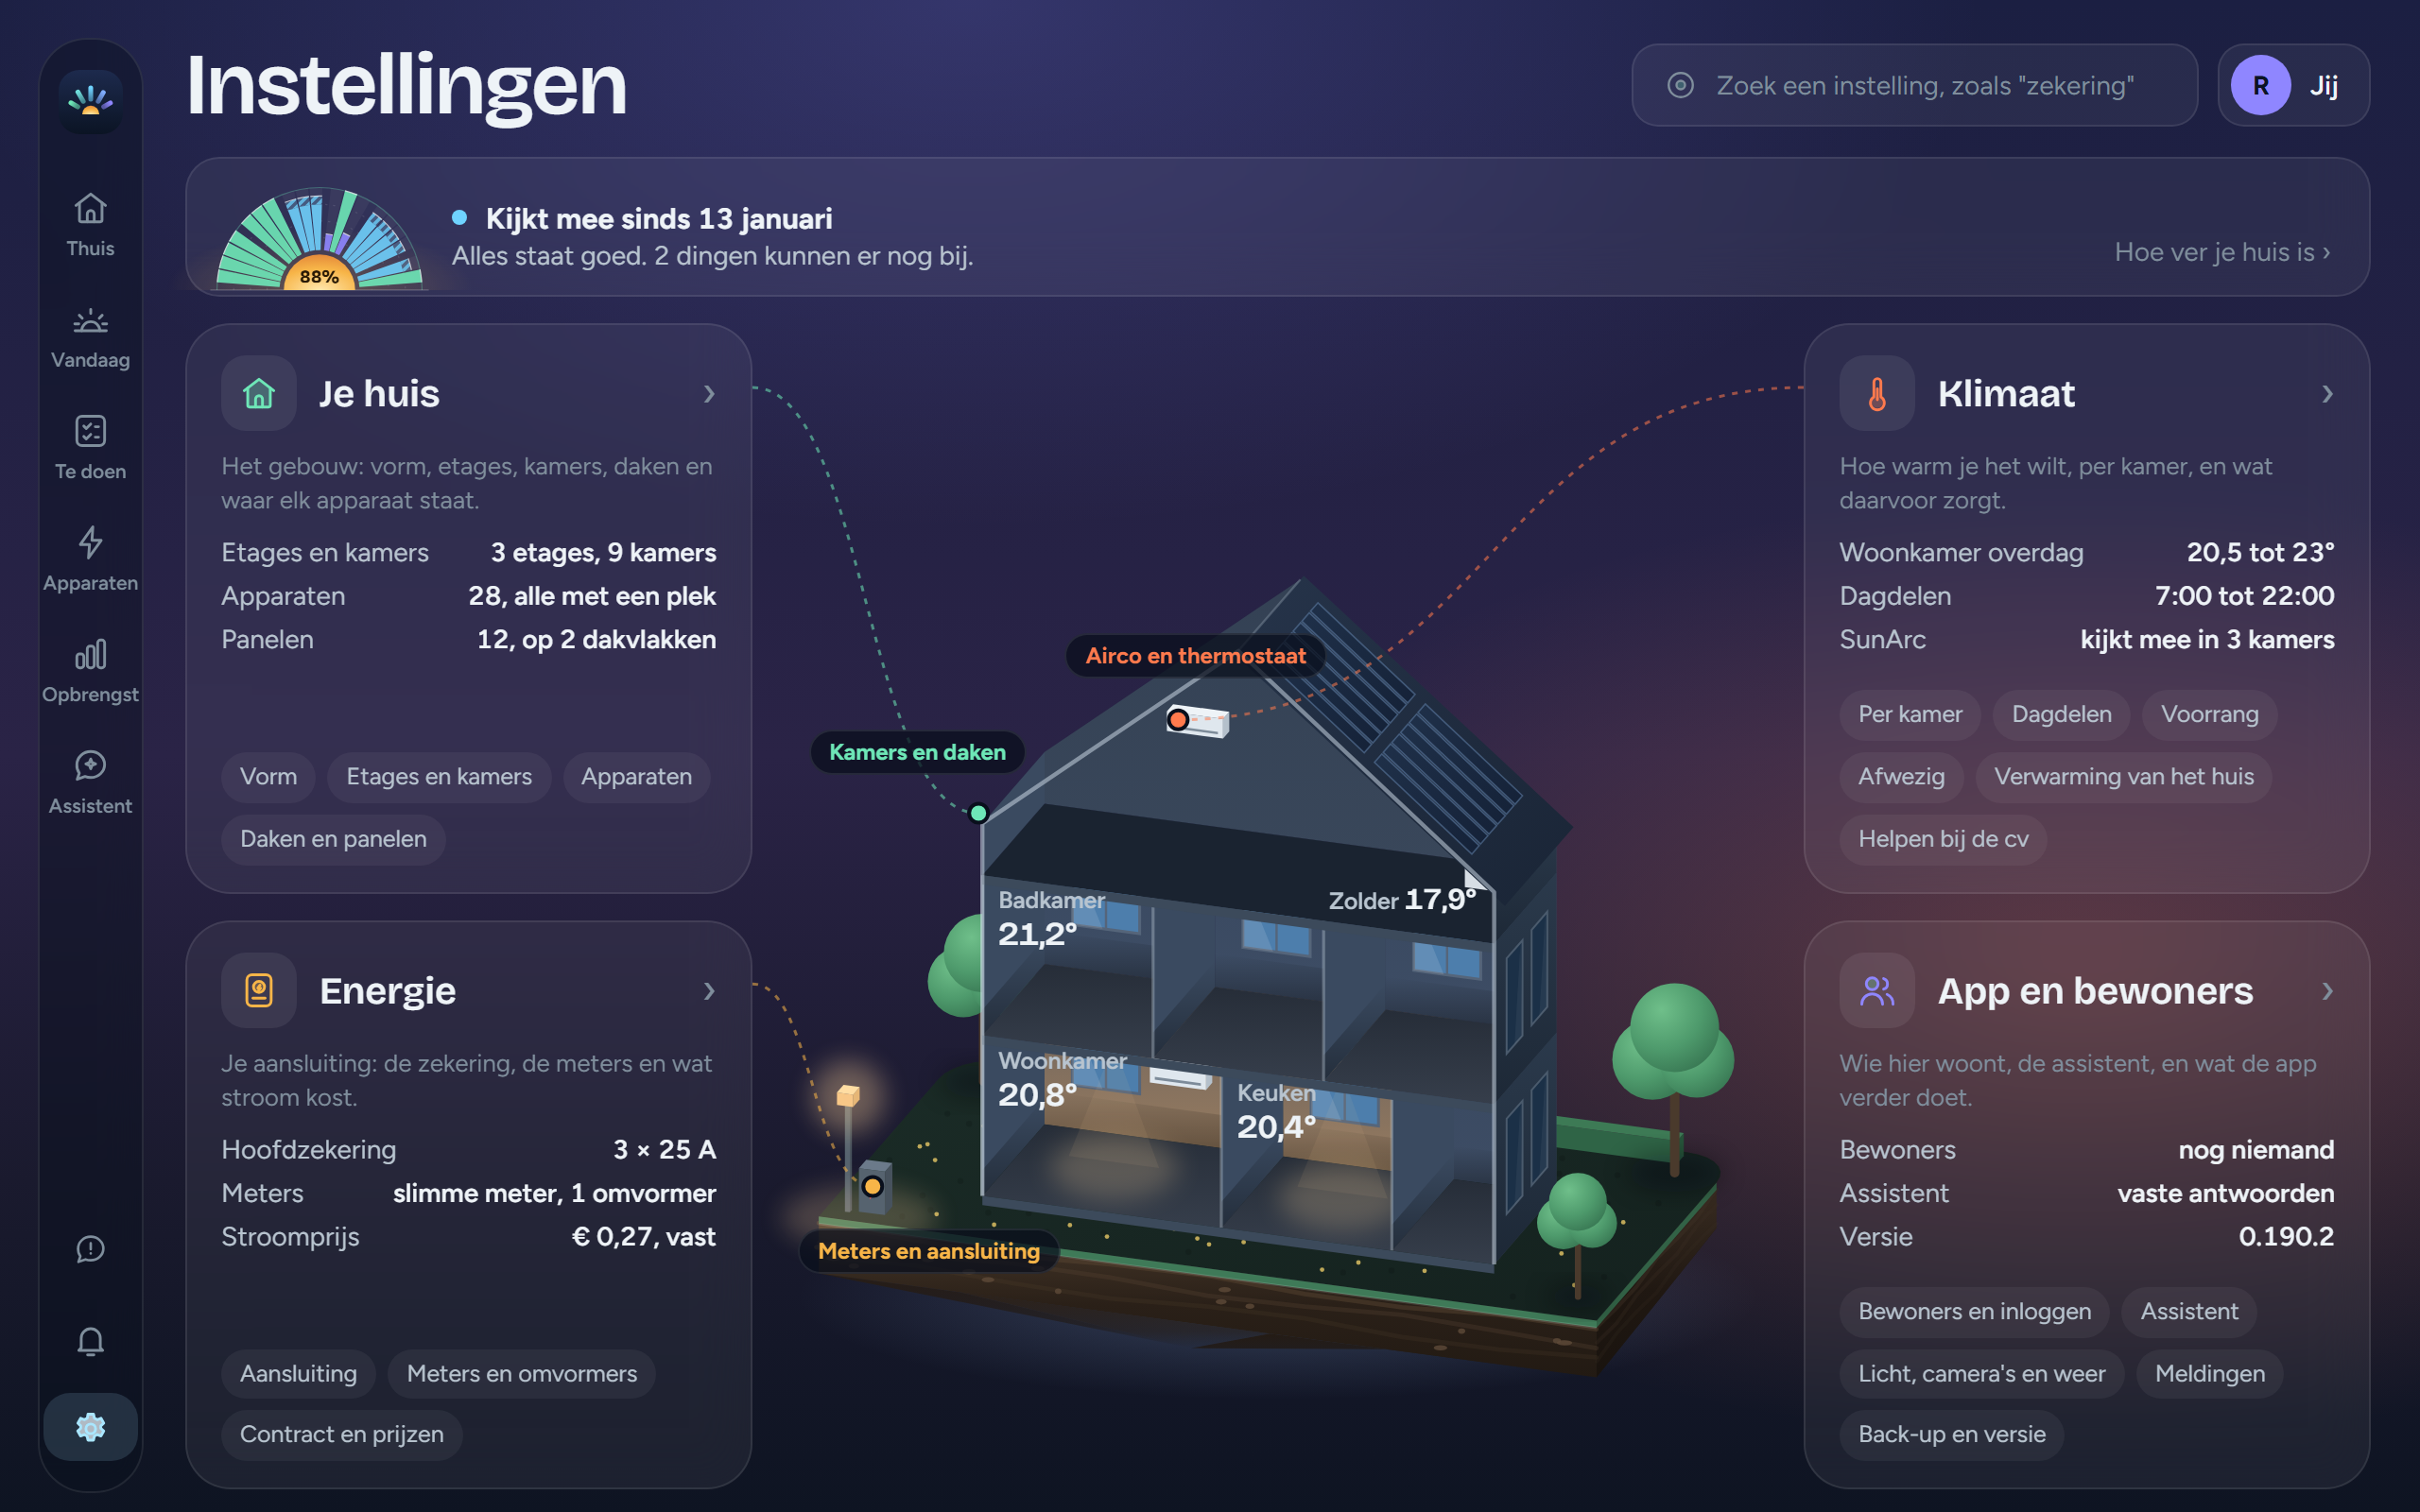 Instellingen
Zoek een instelling, zoals "zekering"
R
Jij
Thuis
Vandaag
Te doen
Apparaten
Opbrengst
Assistent
88%
Kijkt mee sinds 13 januari
Alles staat goed. 2 dingen kunnen er nog bij.
Hoe ver je huis is ›
Je huis
Het gebouw: vorm, etages, kamers, daken en
waar elk apparaat staat.
Etages en kamers 3 etages, 9 kamers
Apparaten 28, alle met een plek
Panelen 12, op 2 dakvlakken
Vorm
Etages en kamers
Apparaten
Daken en panelen
Energie
Je aansluiting: de zekering, de meters en wat
stroom kost.
Hoofdzekering 3 × 25 A
Meters slimme meter, 1 omvormer
Stroomprijs € 0,27, vast
Aansluiting
Meters en omvormers
Contract en prijzen
Airco en thermostaat
Kamers en daken
Badkamer
21,2°
Zolder 17,9°
Woonkamer
20,8°
Keuken
20,4°
Meters en aansluiting
Klimaat
Hoe warm je het wilt, per kamer, en wat
daarvoor zorgt.
Woonkamer overdag 20,5 tot 23°
Dagdelen 7:00 tot 22:00
SunArc kijkt mee in 3 kamers
Per kamer
Dagdelen
Voorrang
Afwezig
Verwarming van het huis
Helpen bij de cv
App en bewoners
Wie hier woont, de assistent, en wat de app
verder doet.
Bewoners nog niemand
Assistent vaste antwoorden
Versie 0.190.2
Bewoners en inloggen
Assistent
Licht, camera's en weer
Meldingen
Back-up en versie